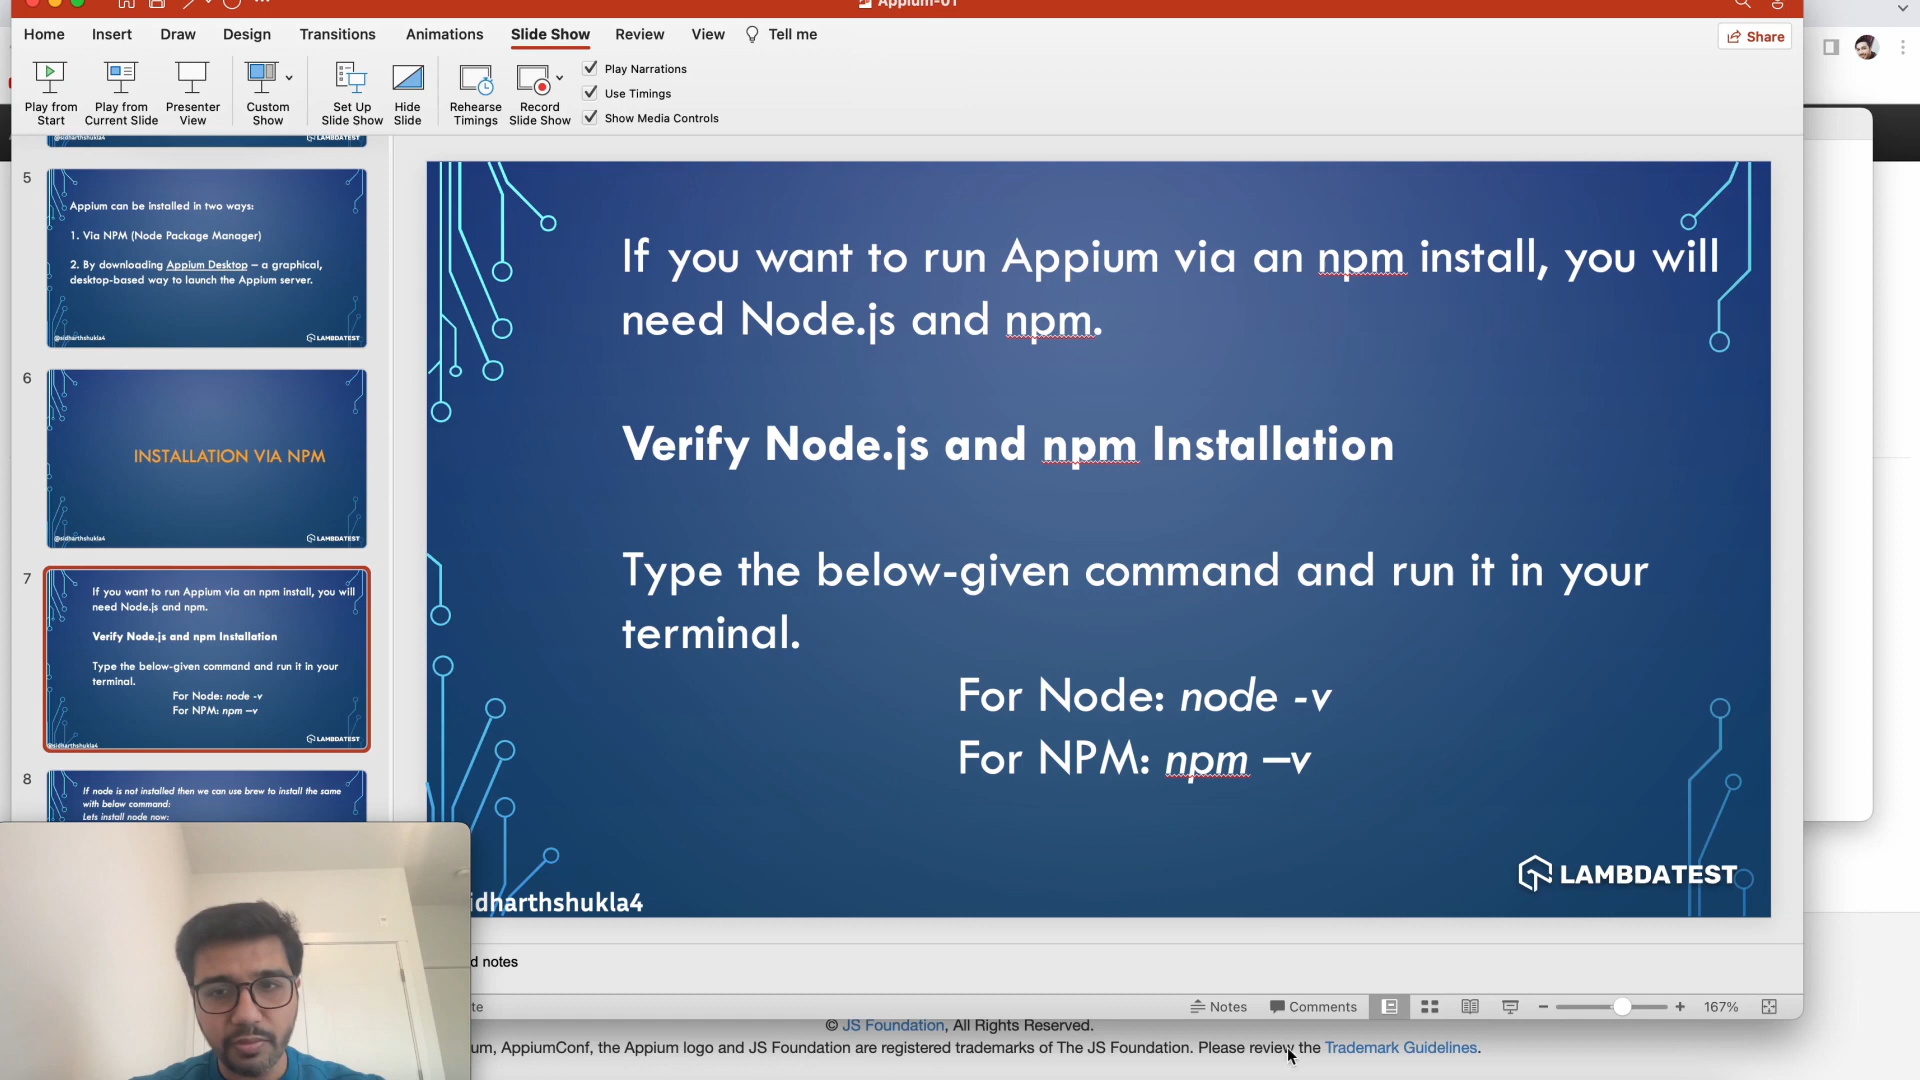 Appium-01
Home Insert Draw Design Transitions Animations Slide Show Review View Tell me
Share
Play from Start
Play from Current Slide
Presenter View
Custom Show
Set Up Slide Show
Hide Slide
Rehearse Timings
Record Slide Show
Play Narrations
Use Timings
Show Media Controls
@sidharthshukla4 LAMBDATEST
5
Appium can be installed in two ways:
1. Via NPM (Node Package Manager)
2. By downloading Appium Desktop – a graphical,
desktop-based way to launch the Appium server.
@sidharthshukla4 LAMBDATEST
6
INSTALLATION VIA NPM
@sidharthshukla4 LAMBDATEST
7
If you want to run Appium via an npm install, you will
need Node.js and npm.
Verify Node.js and npm Installation
Type the below-given command and run it in your
terminal.
For Node: node -v
For NPM: npm –v
@sidharthshukla4 LAMBDATEST
8
If node is not installed then we can use brew to install the same
with below command:
Lets install node now:
If you want to run Appium via an npm install, you will
need Node.js and npm.
Verify Node.js and npm Installation
Type the below-given command and run it in your
terminal.
For Node: node -v
For NPM: npm –v
LAMBDATEST
idharthshukla4
d notes
te
Notes Comments 167%
© JS Foundation, All Rights Reserved.
um, AppiumConf, the Appium logo and JS Foundation are registered trademarks of The JS Foundation. Please review the Trademark Guidelines.